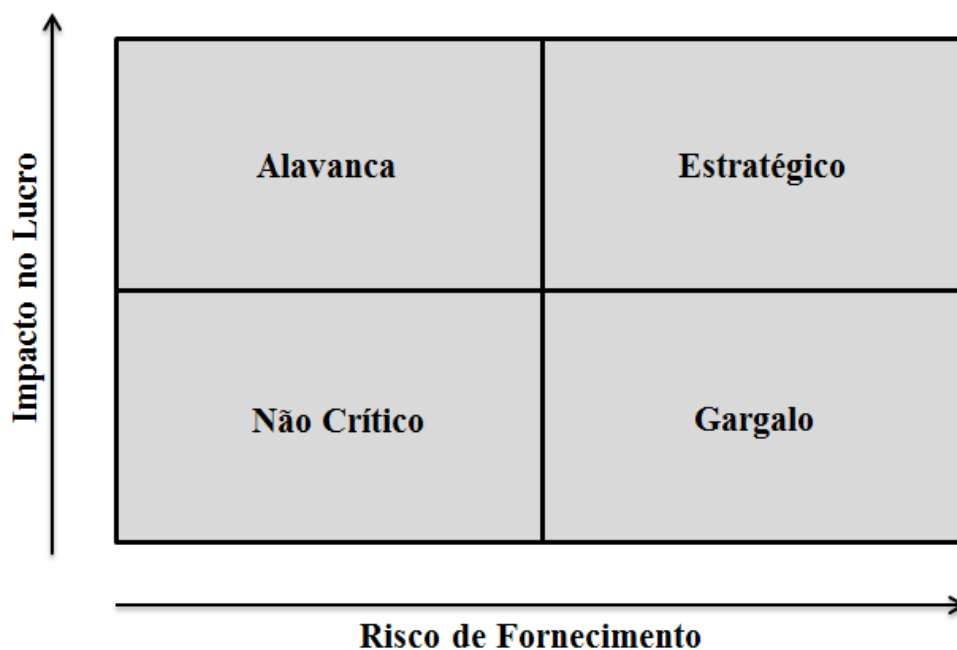 Impacto no Lucro
Alavanca
Estratégico
Não Crítico
Gargalo
Risco de Fornecimento